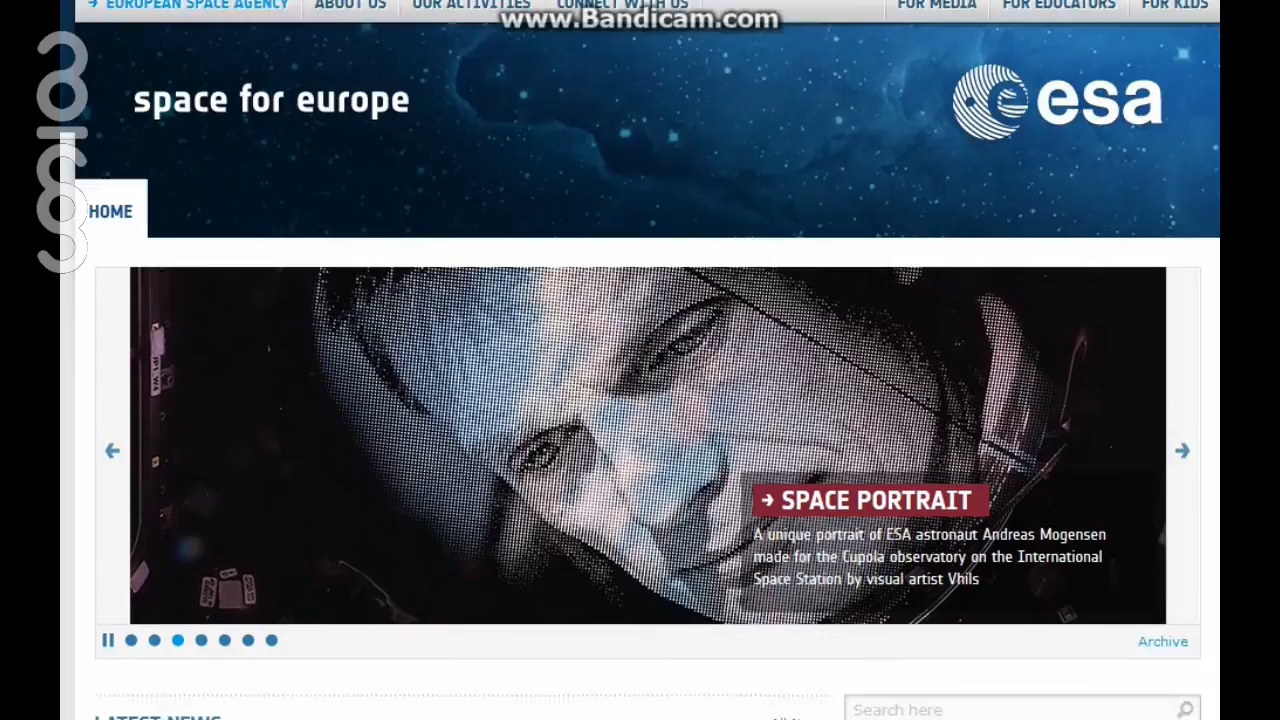 EUROPEAN SPACE AGENCY ABOUT US OUR ACTIVITIES CONNECT WITH US FOR MEDIA FOR EDUCATORS FOR KIDS
www.Bandicam.com
space for europe
esa
HOME
SPACE PORTRAIT
A unique portrait of ESA astronaut Andreas Mogensen
made for the Cupola observatory on the International
Space Station by visual artist Vhils
Archive
LATEST NEWS
Search here